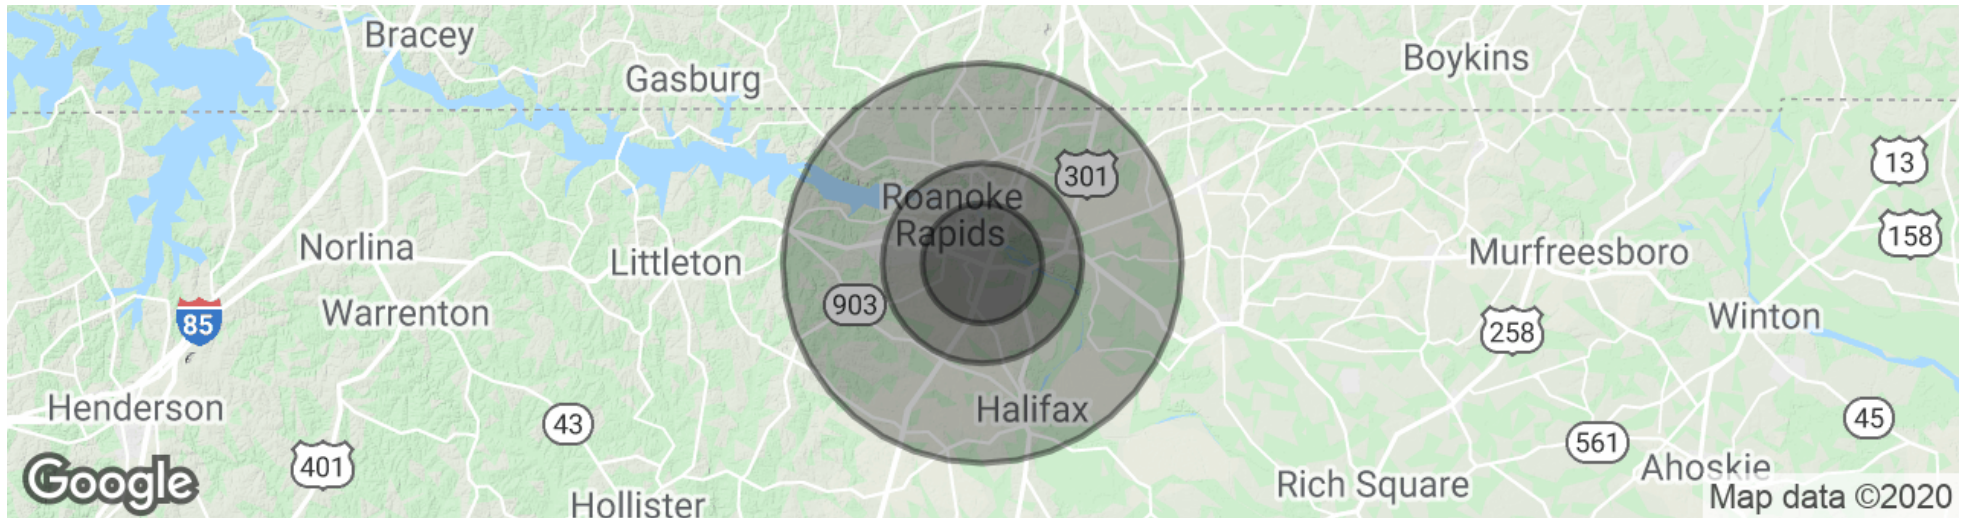 Bracey
Gasburg
Boykins
13
301
Roanoke
Rapids
158
Norlina
Littleton
Murfreesboro
903
85
Warrenton
258
Winton
Henderson
43
Halifax
45
561
401
Ahoskie
Google
Hollister
Rich Square
Map data ©2020